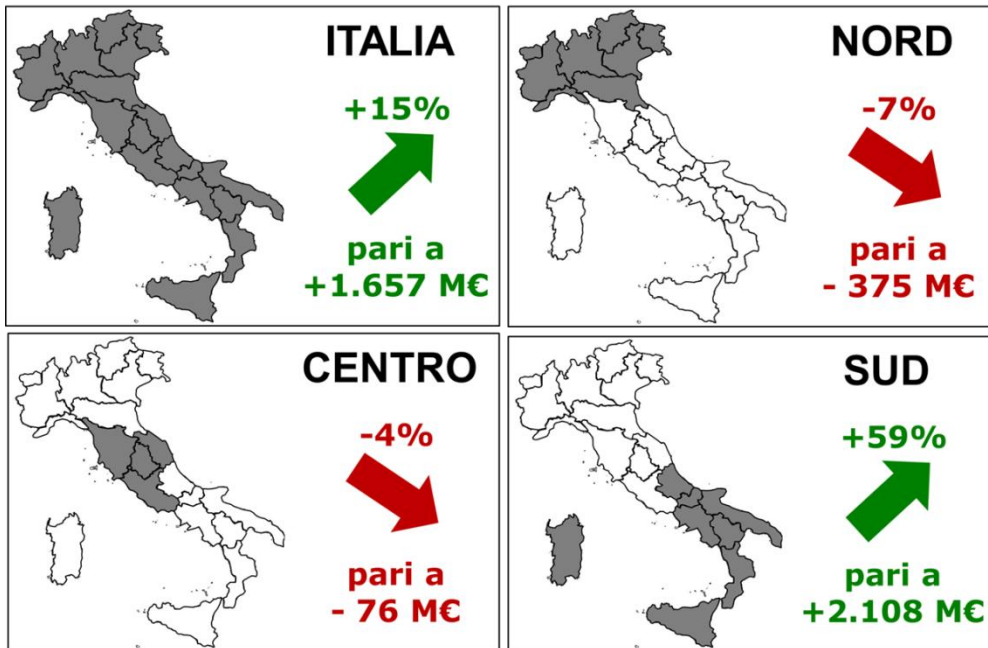 ITALIA
+15%
pari a
+1.657 M€
NORD
-7%
pari a
- 375 M€
CENTRO
-4%
pari a
- 76 M€
SUD
+59%
pari a
+2.108 M€